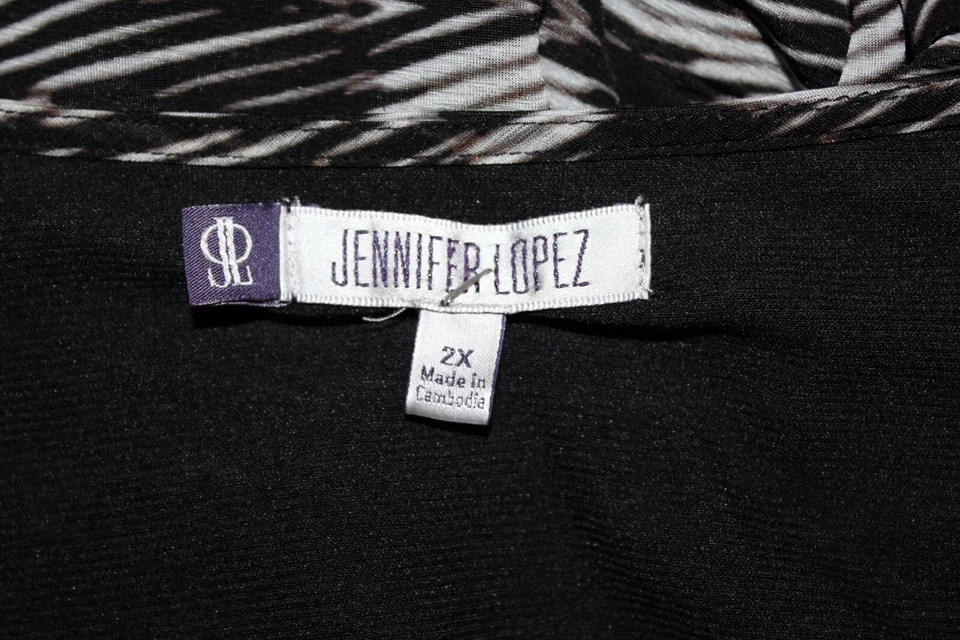 JL
JENNIFER LOPEZ
2X
Made in
Cambodia